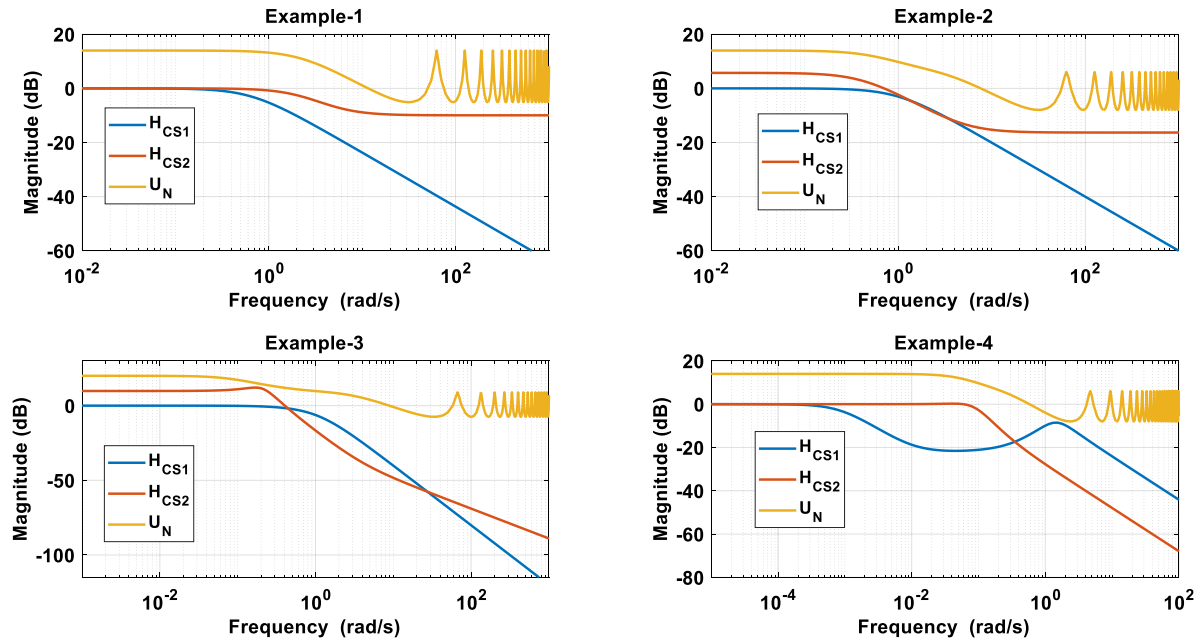 Example-1
20
0
-20
-40
-60
Magnitude (dB)
H_CS1
H_CS2
U_N
10^-2
10^0
10^2
Frequency (rad/s)
Example-2
20
0
-20
-40
-60
Magnitude (dB)
H_CS1
H_CS2
U_N
10^-2
10^0
10^2
Frequency (rad/s)
Example-3
0
-50
-100
Magnitude (dB)
H_CS1
H_CS2
U_N
10^-2
10^0
10^2
Frequency (rad/s)
Example-4
20
0
-20
-40
-60
-80
Magnitude (dB)
H_CS1
H_CS2
U_N
10^-4
10^-2
10^0
10^2
Frequency (rad/s)